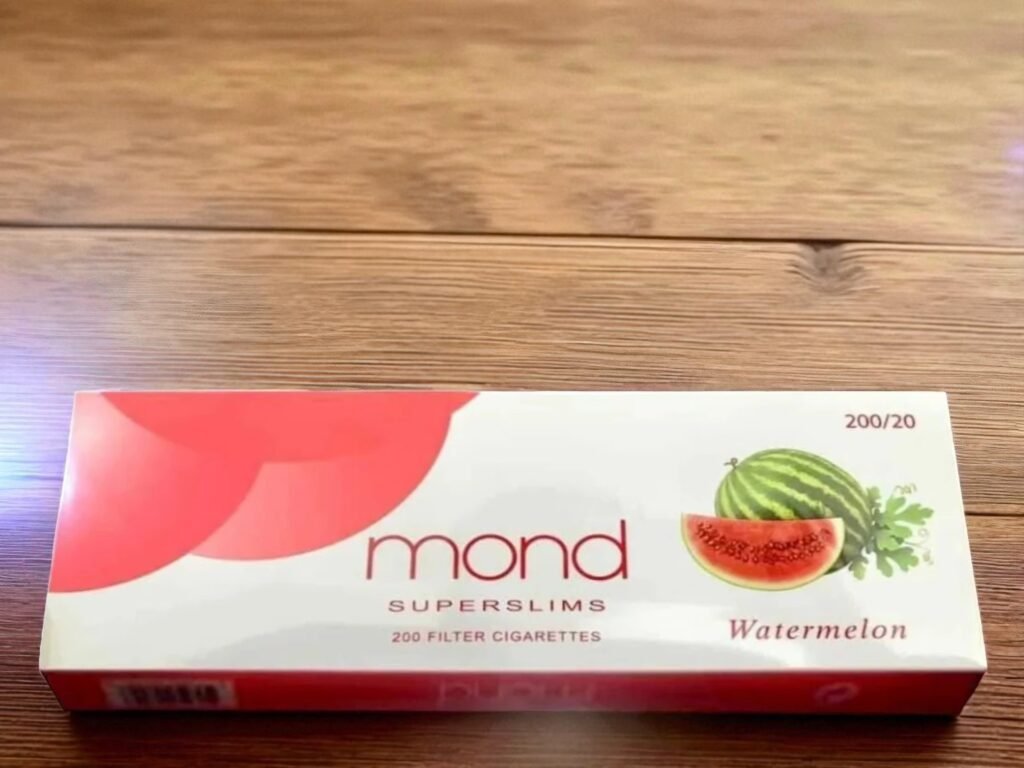 200/20
mond
SUPERSLIMS
200 FILTER CIGARETTES
Watermelon